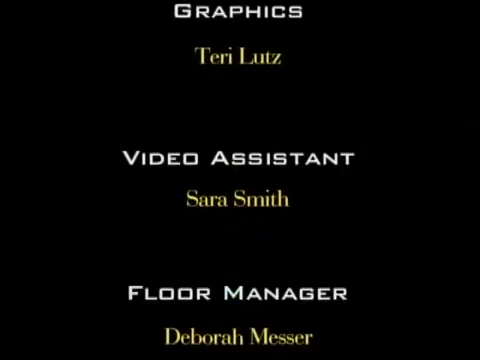 GRAPHICS
Teri Lutz
VIDEO ASSISTANT
Sara Smith
FLOOR MANAGER
Deborah Messer